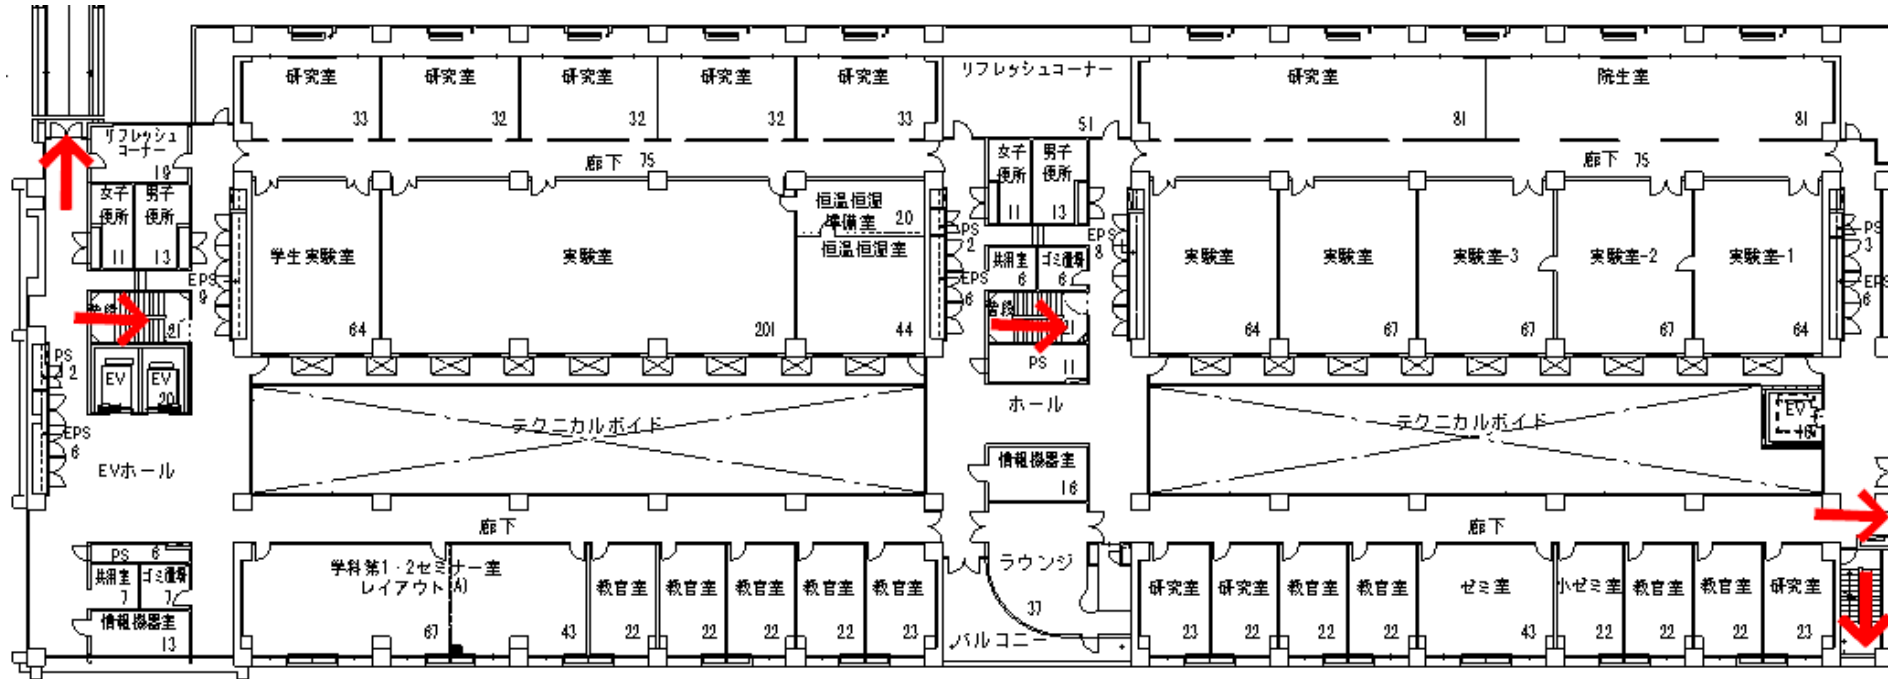 研究室
33
研究室
32
研究室
32
研究室
32
研究室
33
リフレッシュコーナー
51
研究室
81
院生室
81
リフレッシュ
コーナー
19
廊下 75
女子
便所
11
男子
便所
13
廊下 75
女子
便所
11
男子
便所
13
EPS
9
学生実験室
64
実験室
201
恒温恒湿
準備室 20
恒温恒湿室
44
PS
2
EPS
6
共用室
6
ゴミ置場
6
EPS
8
実験室
64
実験室
67
実験室-3
67
実験室-2
67
実験室-1
64
PS
3
EPS
6
階段
21
階段
21
PS 11
PS
2
EV
EV
20
EPS
6
EVホール
テクニカルボイド
ホール
情報機器室
16
テクニカルボイド
EV
廊下
廊下
PS 6
共用室
7
ゴミ置場
7
情報機器室
13
学科第1・2セミナー室
レイアウト(A)
67
43
教官室
22
教官室
22
教官室
22
教官室
22
教官室
23
ラウンジ
37
バルコニー
研究室
23
研究室
22
教官室
22
教官室
22
ゼミ室
43
小ゼミ室
22
教官室
22
教官室
22
研究室
23